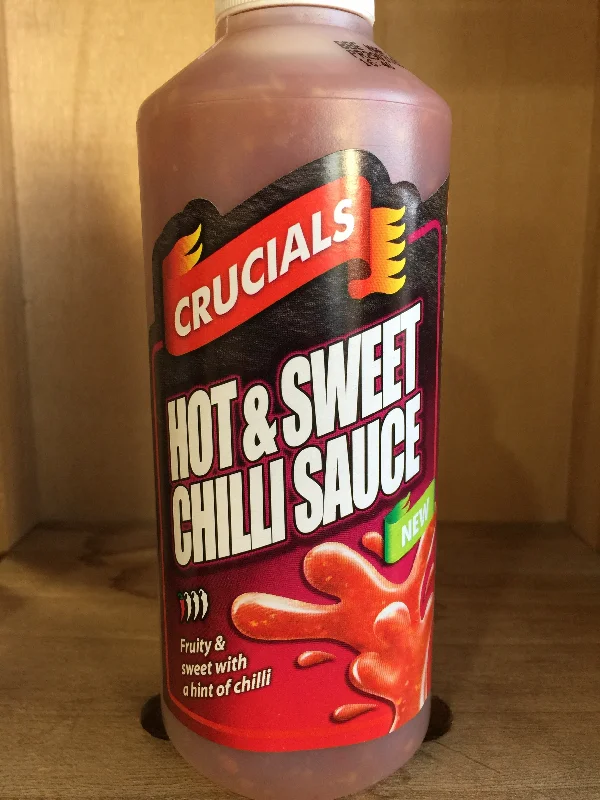 CRUCIALS
HOT & SWEET
CHILLI SAUCE
NEW
Fruity &
sweet with
a hint of chilli